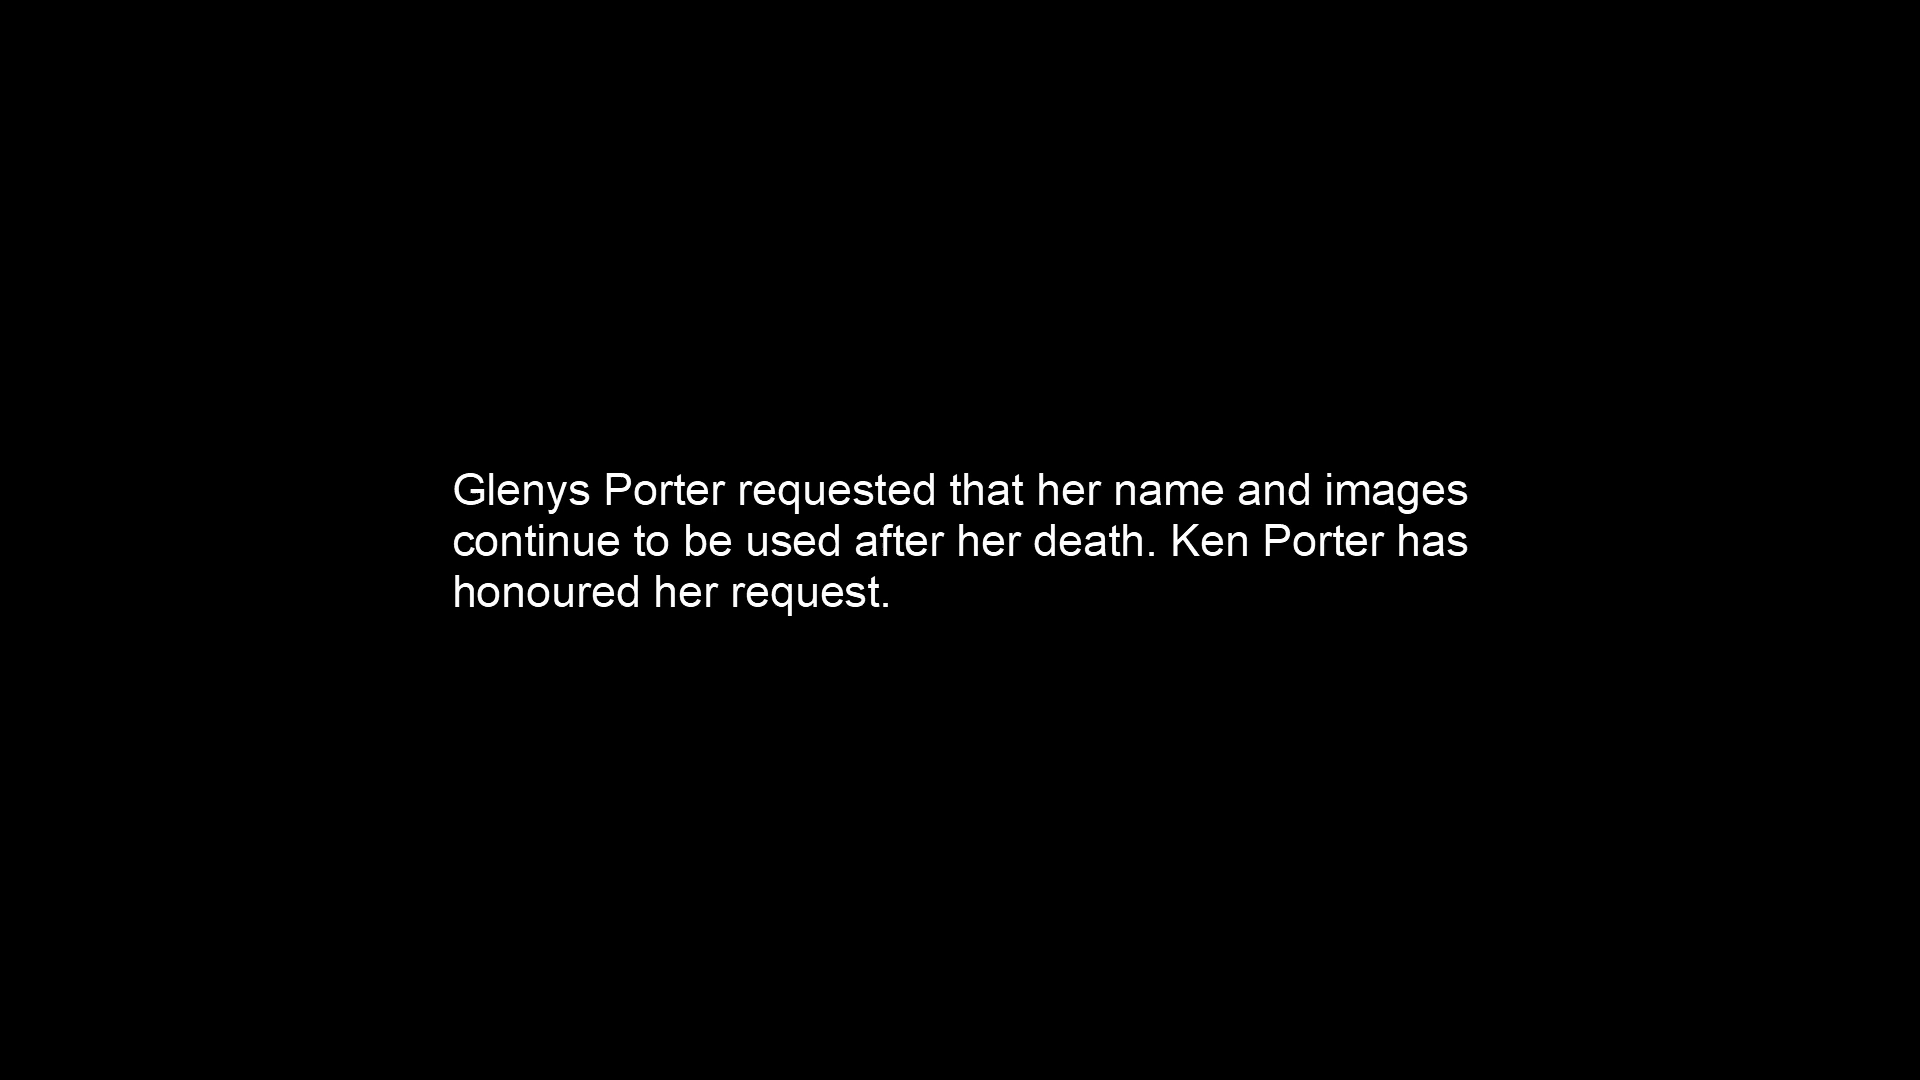 Glenys Porter requested that her name and images
continue to be used after her death. Ken Porter has
honoured her request.